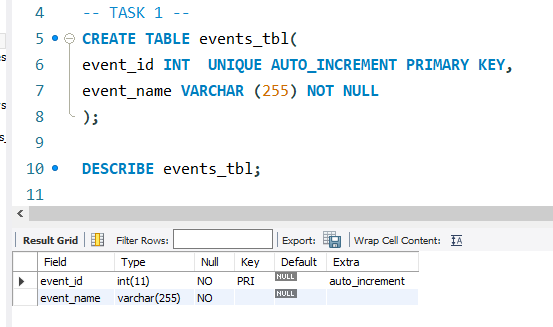 4 -- TASK 1 --
5 CREATE TABLE events_tbl(
6 event_id INT  UNIQUE AUTO_INCREMENT PRIMARY KEY,
7 event_name VARCHAR (255) NOT NULL
8 );
9
10 DESCRIBE events_tbl;
11
Result Grid Filter Rows: Export: Wrap Cell Content: IA
Field Type Null Key Default Extra
event_id int(11) NO PRI NULL auto_increment
event_name varchar(255) NO NULL